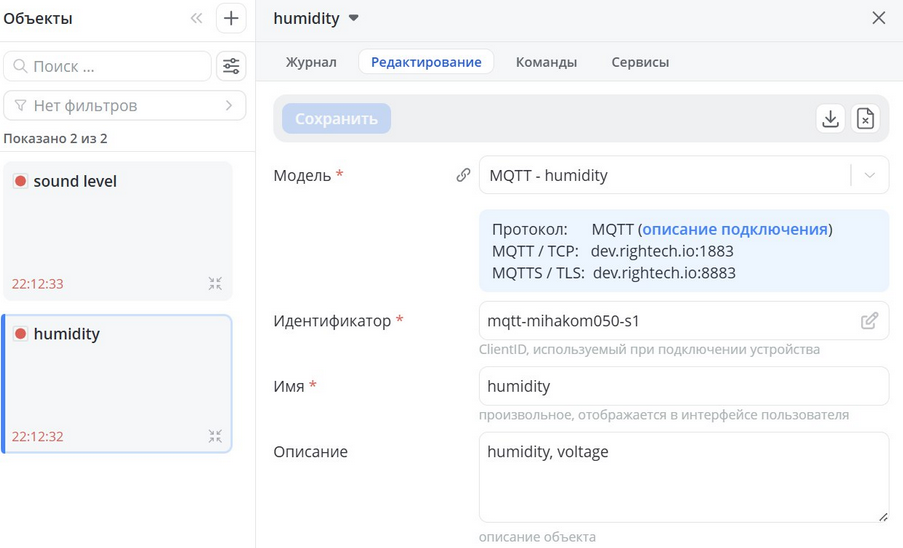 Объекты
Поиск ...
Нет фильтров
Показано 2 из 2
sound level
22:12:33
humidity
22:12:32
humidity
Журнал Редактирование Команды Сервисы
Сохранить
Модель * MQTT - humidity
Протокол: MQTT (описание подключения)
MQTT / TCP: dev.rightech.io:1883
MQTTS / TLS: dev.rightech.io:8883
Идентификатор * mqtt-mihakom050-s1
ClientID, используемый при подключении устройства
Имя * humidity
произвольное, отображается в интерфейсе пользователя
Описание humidity, voltage
описание объекта